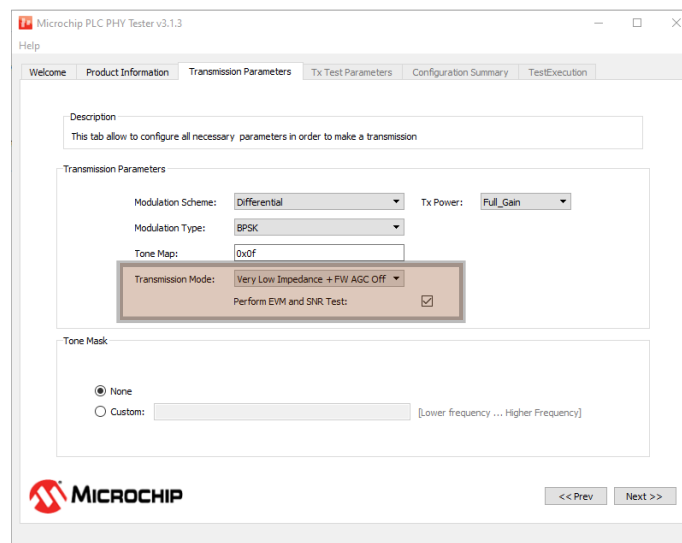 Microchip PLC PHY Tester v3.1.3
Help
Welcome Product Information Transmission Parameters Tx Test Parameters Configuration Summary TestExecution
Description
This tab allow to configure all necessary parameters in order to make a transmission
Transmission Parameters
Modulation Scheme: Differential Tx Power: Full_Gain
Modulation Type: BPSK
Tone Map: 0x0f
Transmission Mode: Very Low Impedance + FW AGC Off
Perform EVM and SNR Test:
Tone Mask
None
Custom: [Lower frequency ... Higher Frequency]
MICROCHIP
<< Prev Next >>